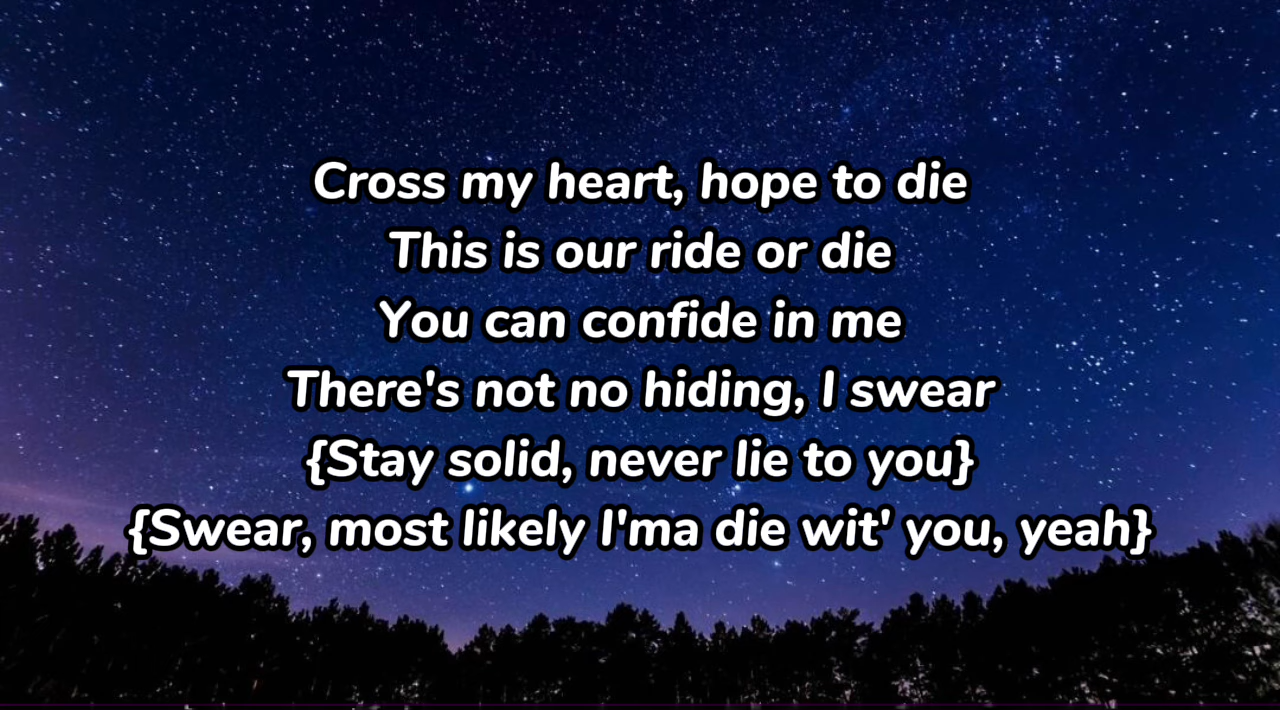 Cross my heart, hope to die
This is our ride or die
You can confide in me
There's not no hiding, I swear
{Stay solid, never lie to you}
{Swear, most likely I'ma die wit' you, yeah}